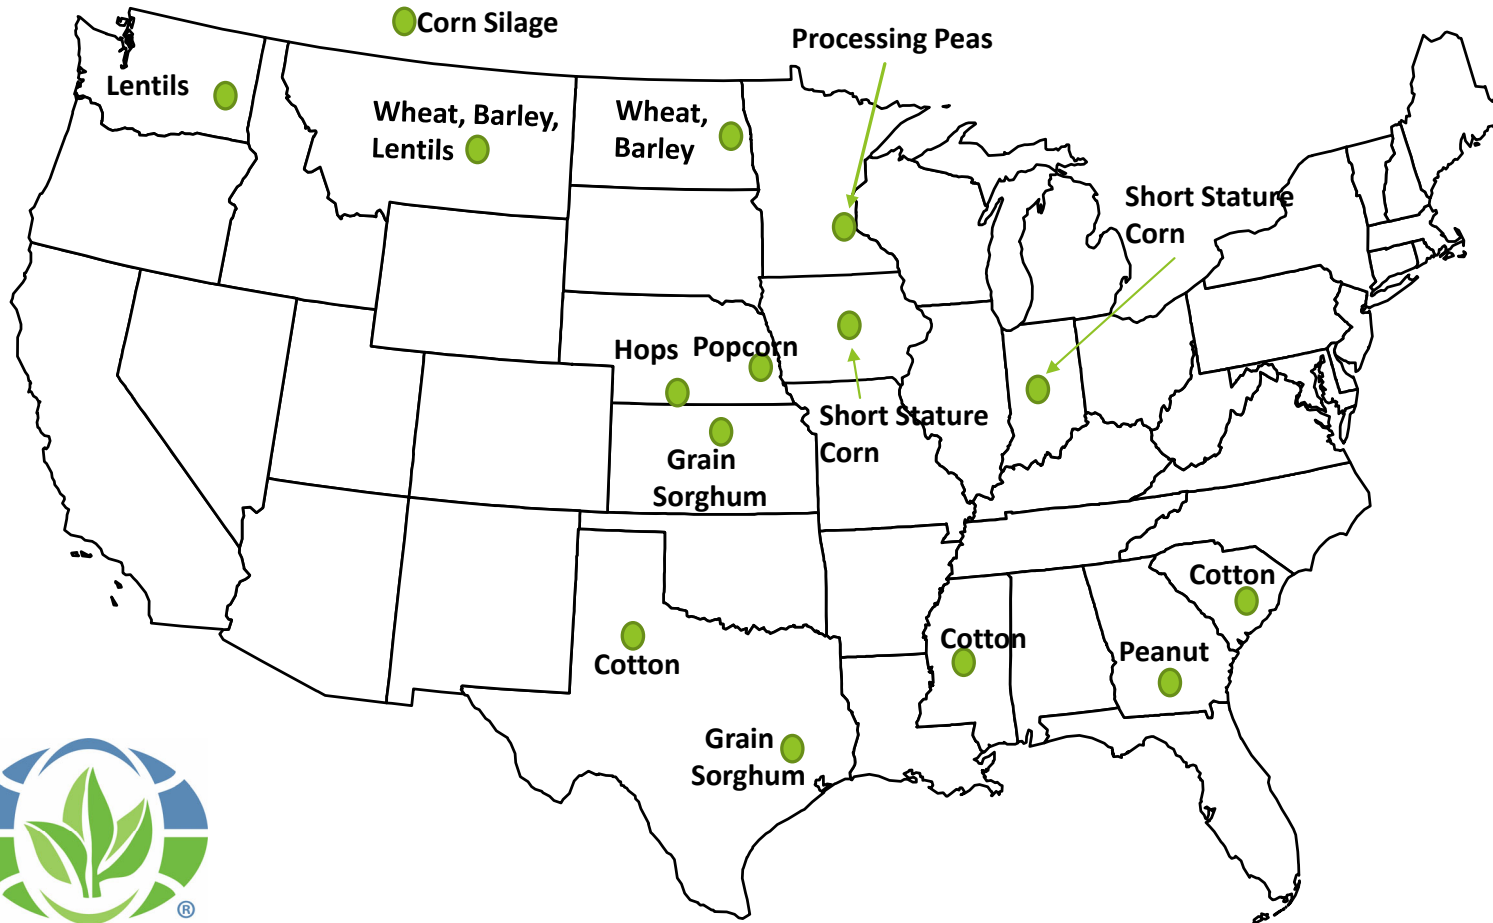 Corn Silage
Processing Peas
Lentils
Wheat, Barley,
Lentils
Wheat,
Barley
Short Stature
Corn
Hops
Popcorn
Short Stature
Corn
Grain
Sorghum
Cotton
Cotton
Cotton
Peanut
Grain
Sorghum
®